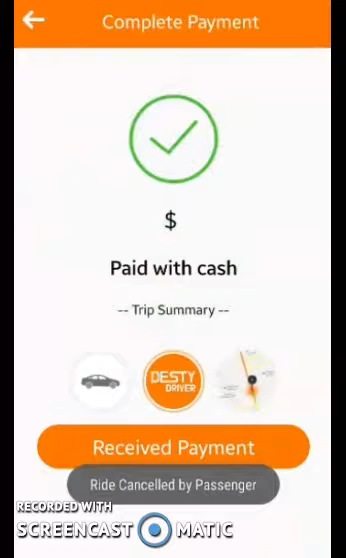 Complete Payment
$
Paid with cash
-- Trip Summary --
DESTY
DRIVER
Received Payment
Ride Cancelled by Passenger
RECORDED WITH
SCREENCAST MATIC